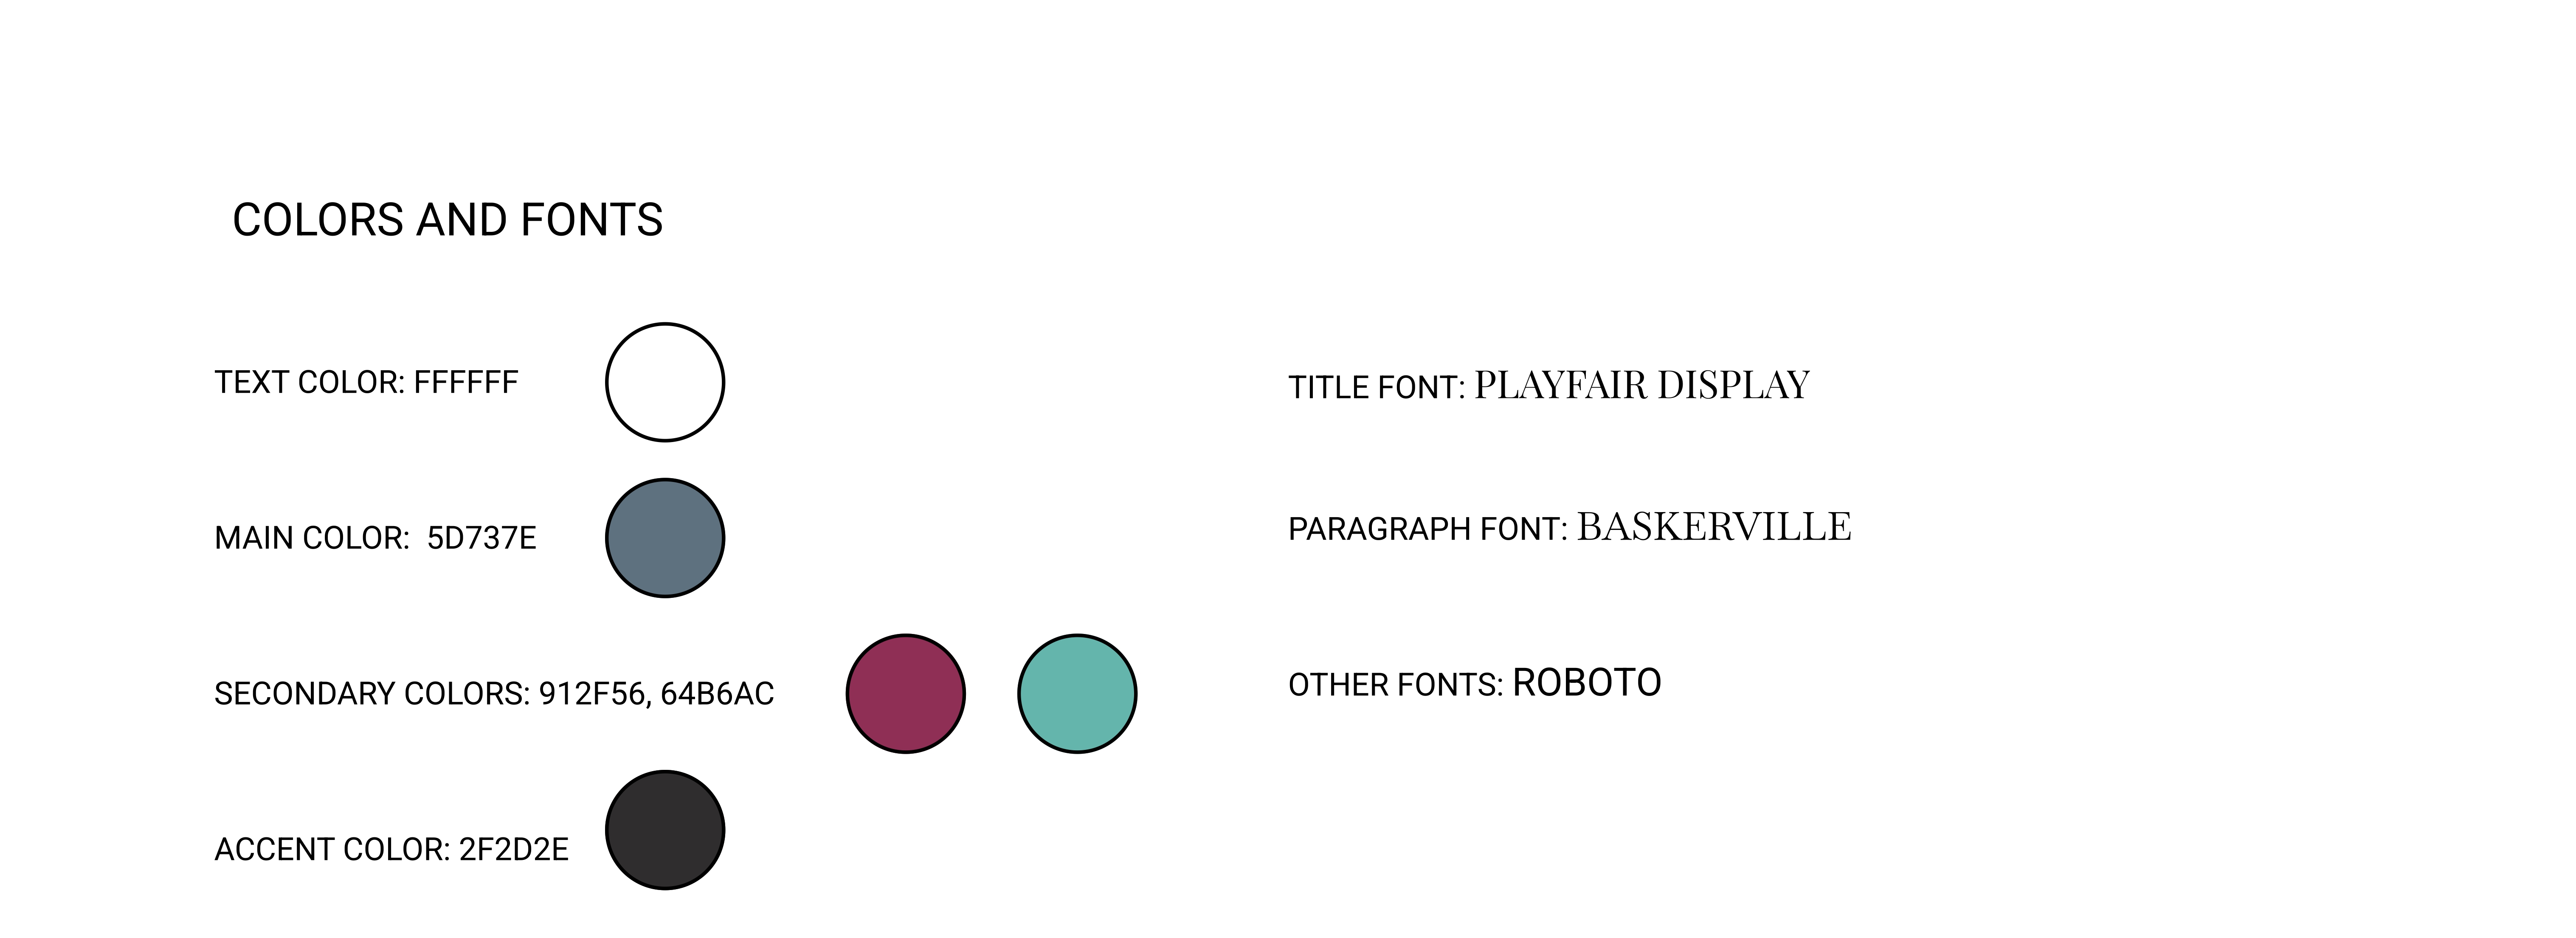 COLORS AND FONTS
TEXT COLOR: FFFFFF
MAIN COLOR:  5D737E
SECONDARY COLORS: 912F56, 64B6AC
ACCENT COLOR: 2F2D2E
TITLE FONT: PLAYFAIR DISPLAY
PARAGRAPH FONT: BASKERVILLE
OTHER FONTS: ROBOTO